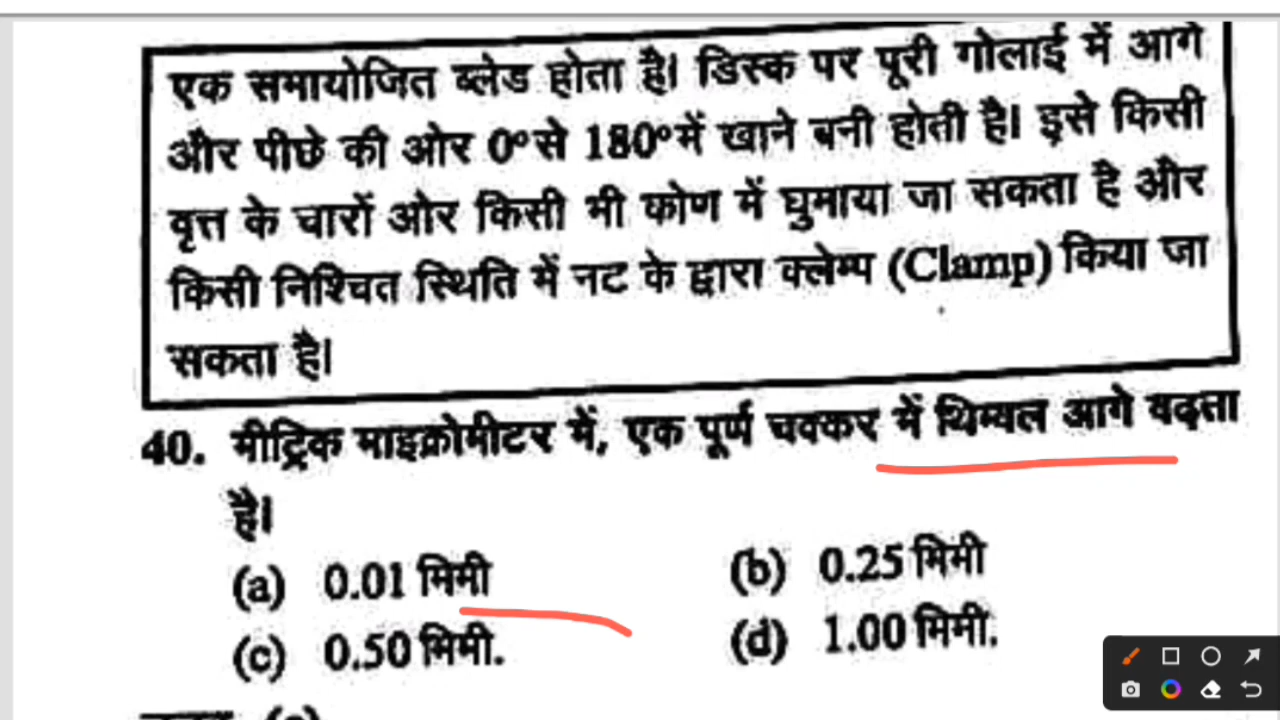 एक समायोजित ब्लेड होता है। डिस्क पर पूरी गोलाई में आगे
और पीछे की ओर 0° से 180° में खाने बनी होती है। इसे किसी
वृत्त के चारों ओर किसी भी कोण में घुमाया जा सकता है और
किसी निश्चित स्थिति में नट के द्वारा क्लेम्प (Clamp) किया जा
सकता है।
40. मीट्रिक माइक्रोमीटर में, एक पूर्ण चक्कर में थिम्बल आगे बढ़ता
है।
(a) 0.01 मिमी (b) 0.25 मिमी
(c) 0.50 मिमी. (d) 1.00 मिमी.